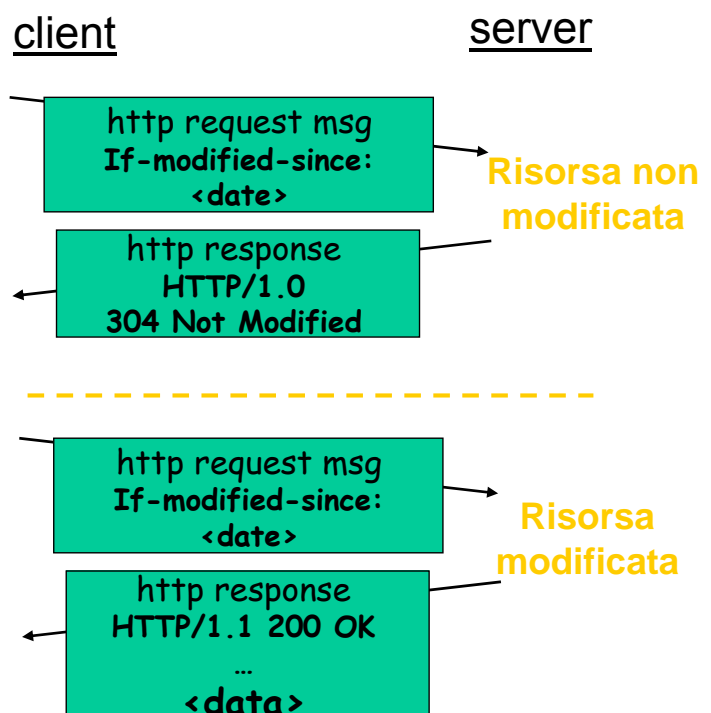 client
server
http request msg
If-modified-since:
<date>
Risorsa non
modificata
http response
HTTP/1.0
304 Not Modified
http request msg
If-modified-since:
<date>
Risorsa
modificata
http response
HTTP/1.1 200 OK
…
<data>